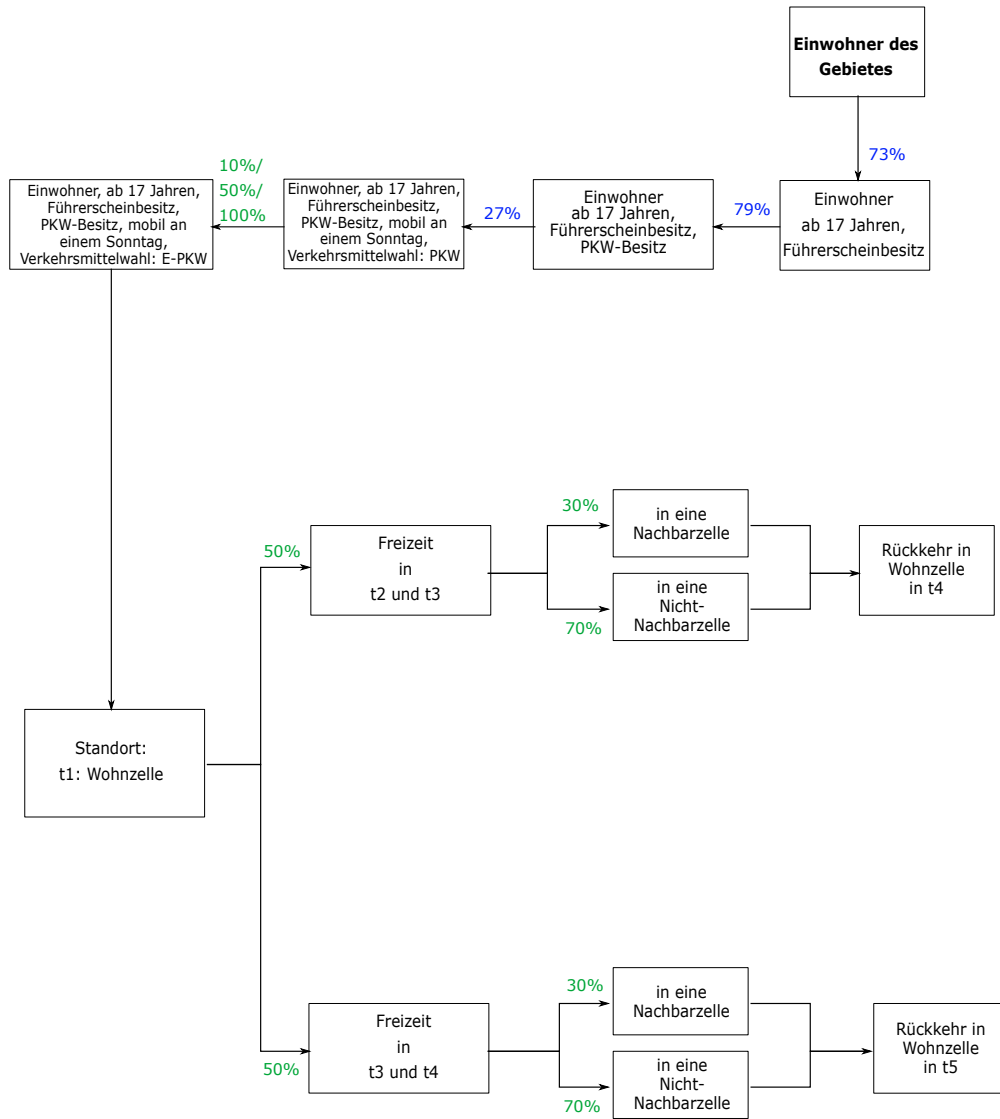 Einwohner des
Gebietes
73%
Einwohner
ab 17 Jahren,
Führerscheinbesitz
79%
Einwohner
ab 17 Jahren,
Führerscheinbesitz,
PKW-Besitz
27%
Einwohner, ab 17 Jahren,
Führerscheinbesitz,
PKW-Besitz, mobil an
einem Sonntag,
Verkehrsmittelwahl: PKW
10%/
50%/
100%
Einwohner, ab 17 Jahren,
Führerscheinbesitz,
PKW-Besitz, mobil an
einem Sonntag,
Verkehrsmittelwahl: E-PKW
Standort:
t1: Wohnzelle
50%
Freizeit
in
t2 und t3
30%
in eine
Nachbarzelle
70%
in eine
Nicht-
Nachbarzelle
Rückkehr in
Wohnzelle
in t4
50%
Freizeit
in
t3 und t4
30%
in eine
Nachbarzelle
70%
in eine
Nicht-
Nachbarzelle
Rückkehr in
Wohnzelle
in t5